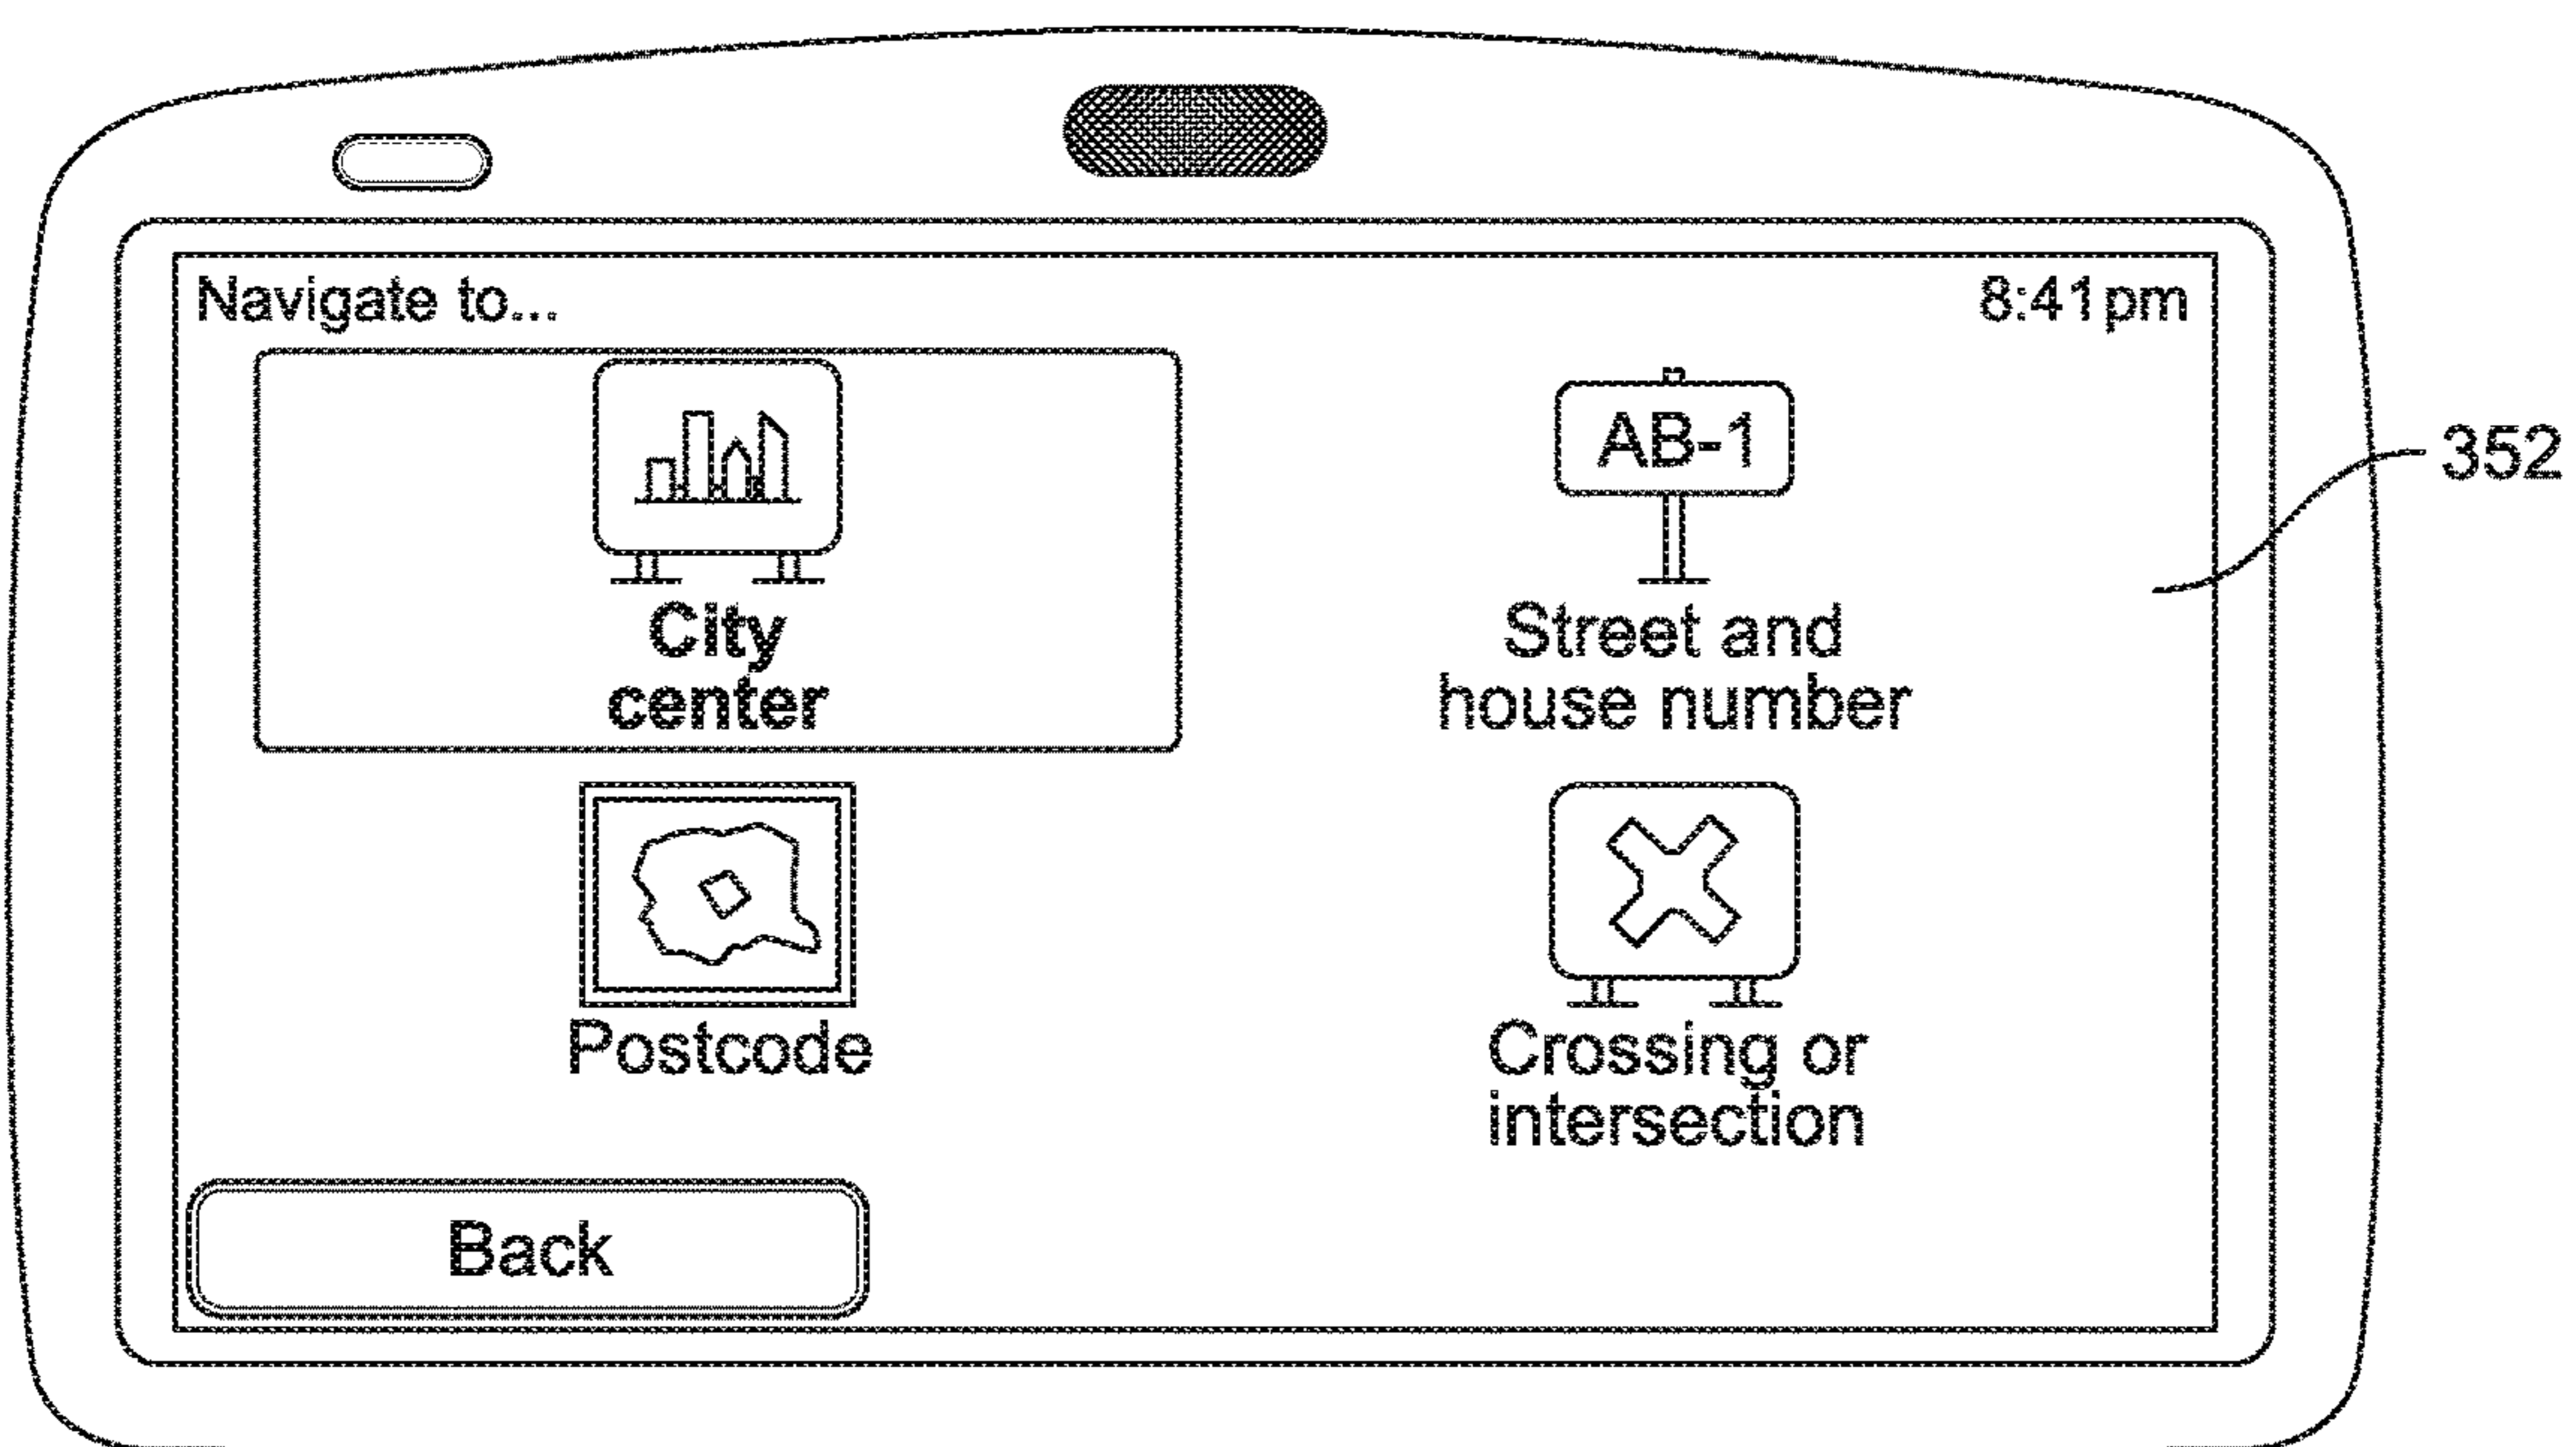 Navigate to...
8:41pm
AB-1
352
City
center
Street and
house number
Postcode
Crossing or
intersection
Back